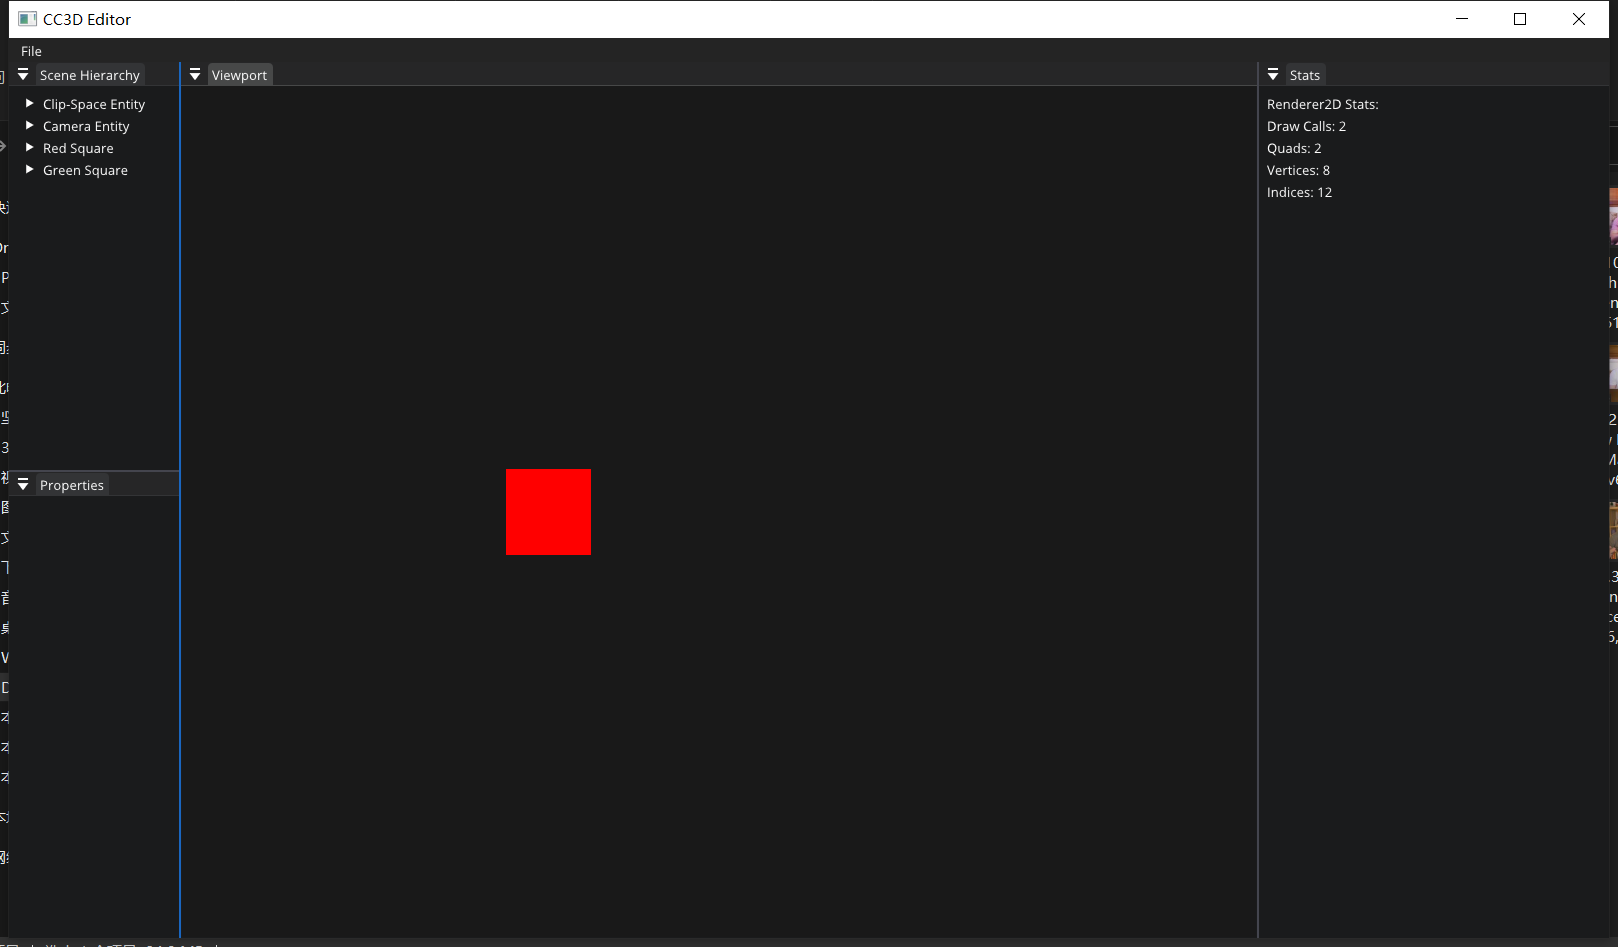 CC3D Editor
File
Scene Hierarchy
Clip-Space Entity
Camera Entity
Red Square
Green Square
Properties
Viewport
Stats
Renderer2D Stats:
Draw Calls: 2
Quads: 2
Vertices: 8
Indices: 12